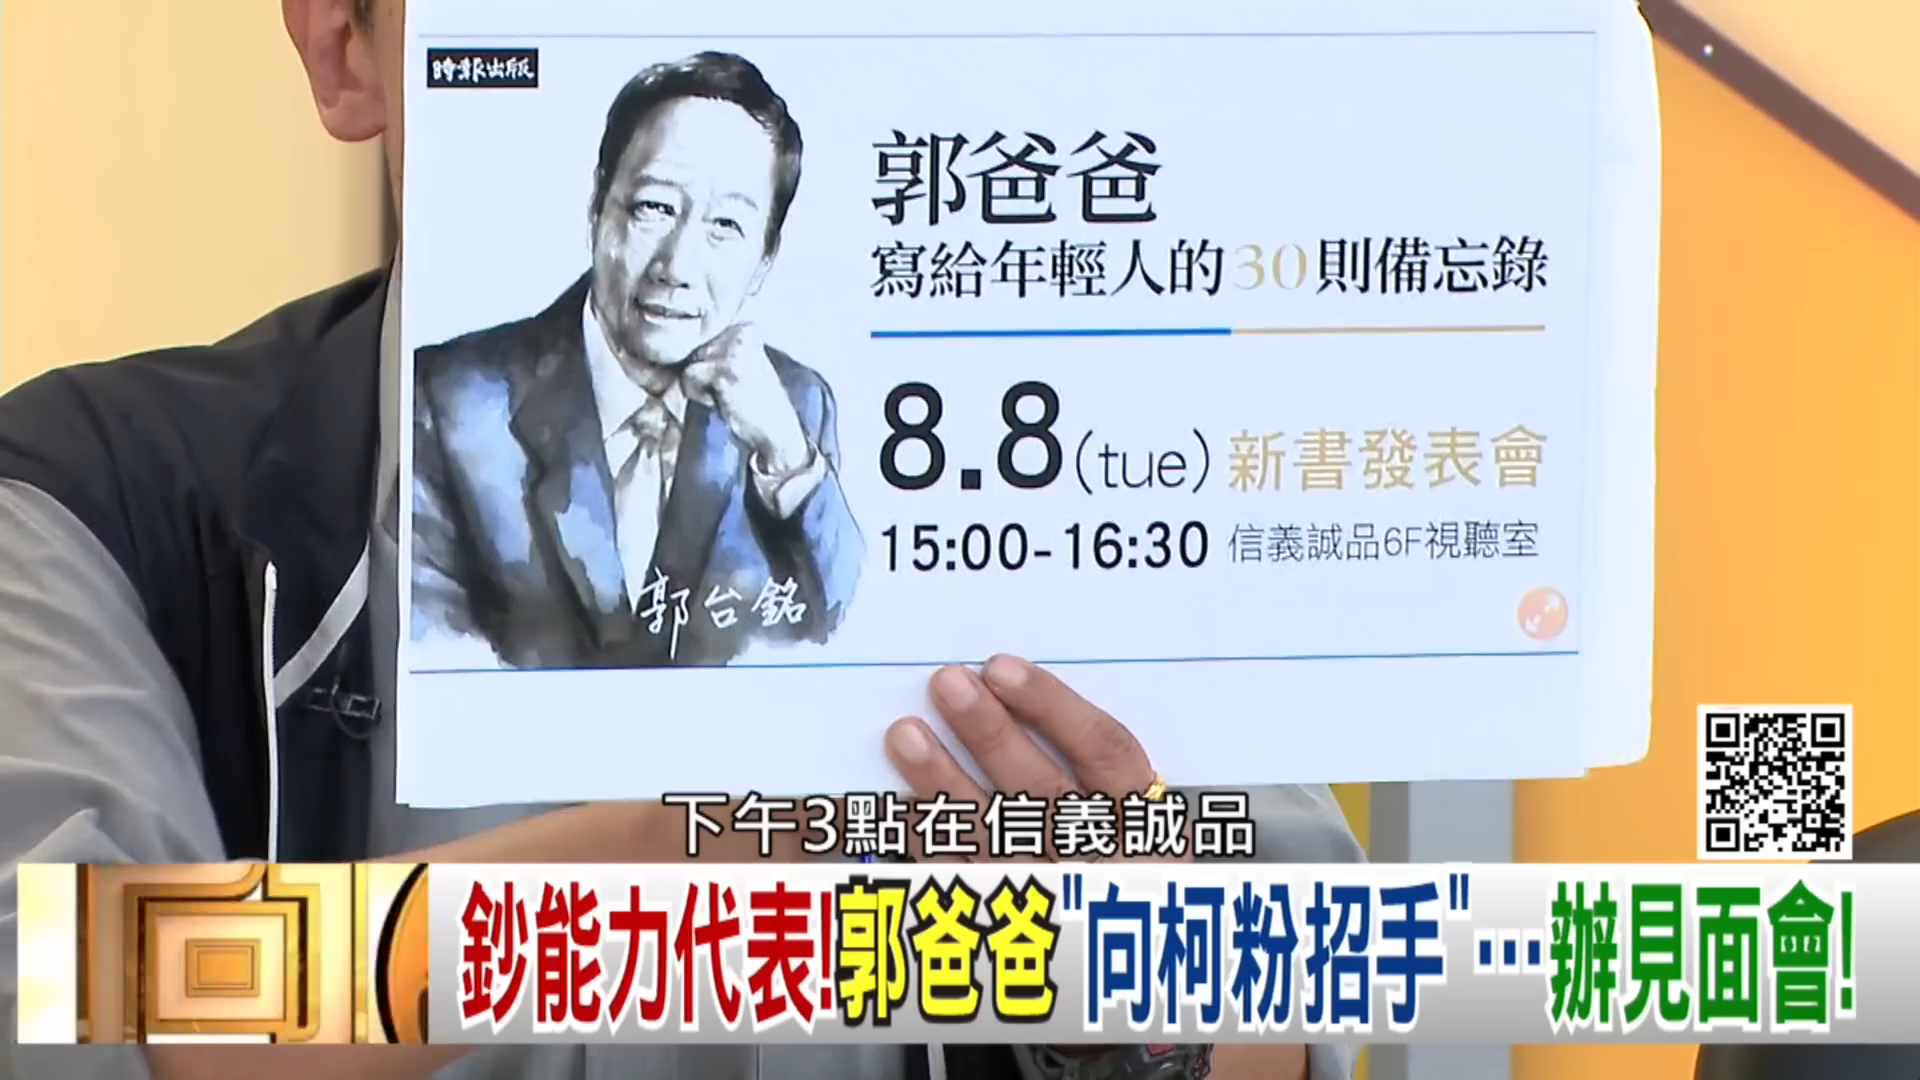 時報出版
郭爸爸
寫給年輕人的30則備忘錄
8.8(tue) 新書發表會
15:00-16:30 信義誠品6F視聽室
郭台銘
下午3點在信義誠品
鈔能力代表!郭爸爸"向柯粉招手"…辦見面會!